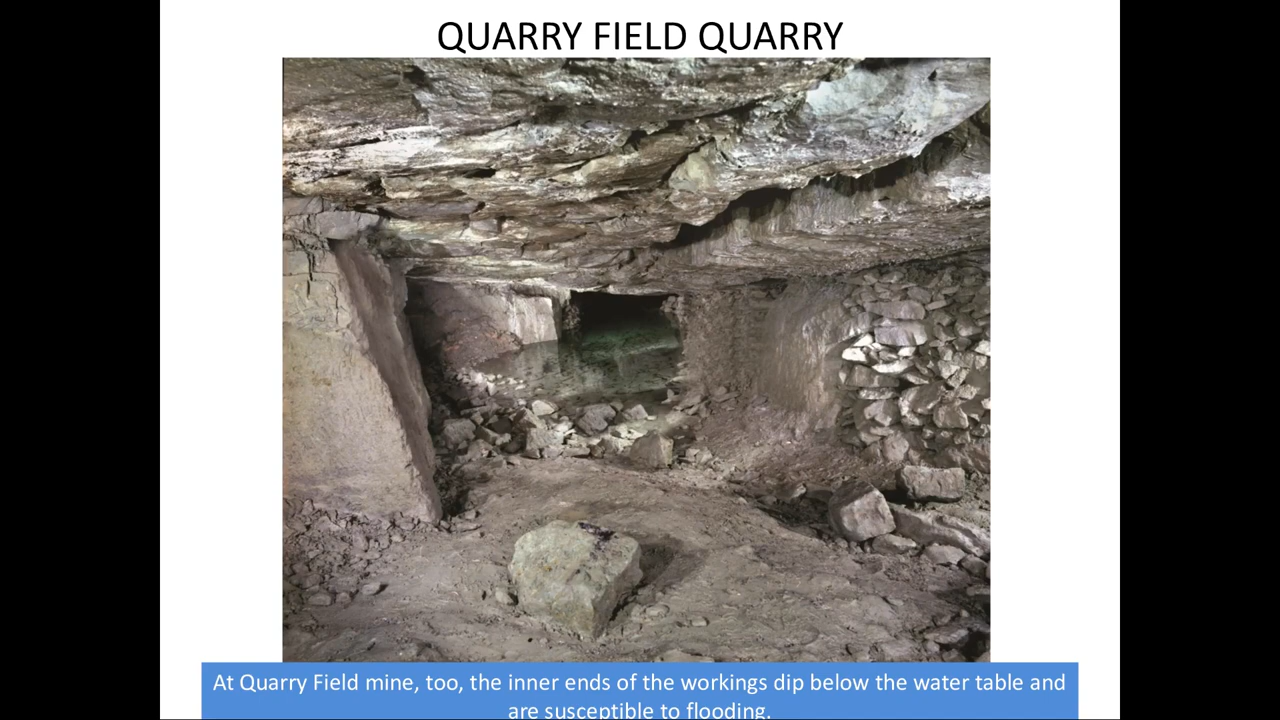 QUARRY FIELD QUARRY
At Quarry Field mine, too, the inner ends of the workings dip below the water table and
are susceptible to flooding.